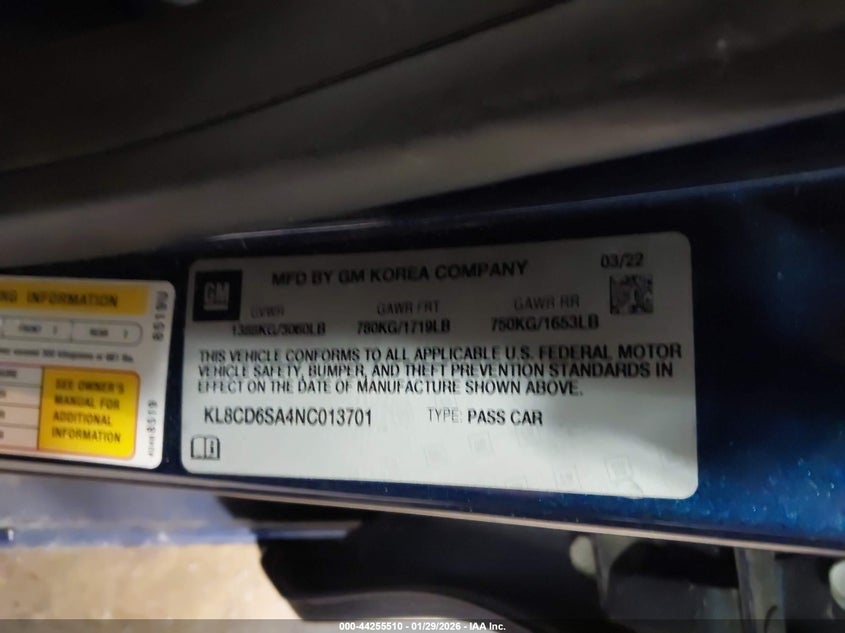 MFD BY GM KOREA COMPANY
03/22
GM
GVWR
GAWR FRT
GAWR RR
1388KG/3060LB
780KG/1719LB
750KG/1653LB
THIS VEHICLE CONFORMS TO ALL APPLICABLE U.S. FEDERAL MOTOR
VEHICLE SAFETY, BUMPER, AND THEFT PREVENTION STANDARDS IN
EFFECT ON THE DATE OF MANUFACTURE SHOWN ABOVE.
KL8CD6SA4NC013701
TYPE: PASS CAR
INFORMATION
FRONT 2
REAR 2
SEE OWNER'S
MANUAL FOR
ADDITIONAL
INFORMATION
000-44255510 - 01/29/2026 - IAA Inc.